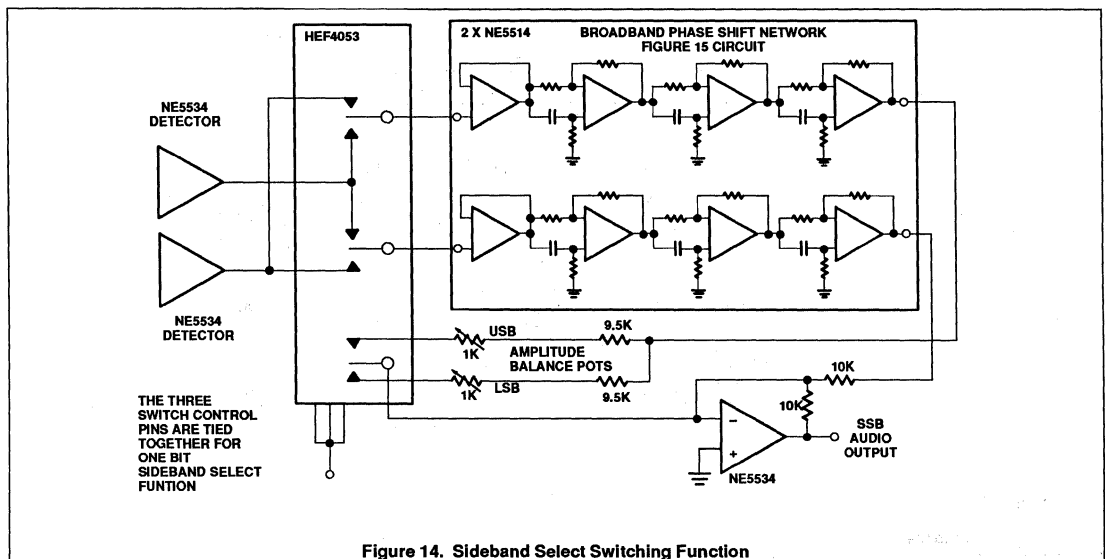 HEF4053
2 X NE5514
BROADBAND PHASE SHIFT NETWORK
FIGURE 15 CIRCUIT
NE5534
DETECTOR
NE5534
DETECTOR
USB
9.5K
1K
AMPLITUDE
BALANCE POTS
LSB
1K
9.5K
10K
10K
THE THREE
SWITCH CONTROL
PINS ARE TIED
TOGETHER FOR
ONE BIT
SIDEBAND SELECT
FUNTION
−
+
NE5534
SSB
AUDIO
OUTPUT
Figure 14. Sideband Select Switching Function